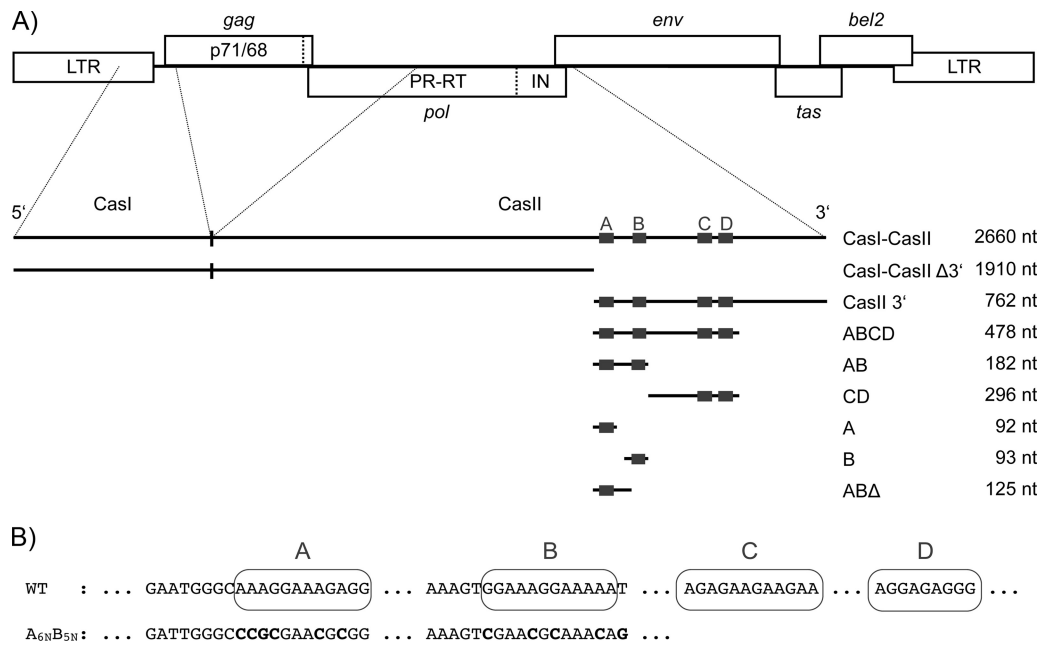 A)
gag env bel2
LTR p71/68 LTR
PR-RT IN
pol tas
CasI CasII
5‘ 3‘
A B C D
CasI-CasII 2660 nt
CasI-CasII Δ3‘ 1910 nt
CasII 3‘ 762 nt
ABCD 478 nt
AB 182 nt
CD 296 nt
A 92 nt
B 93 nt
ABΔ 125 nt
B)
A B C D
WT : ... GAATGGGCAAAGGAAAGAGG ... AAAGTGGAAAGGAAAAAT ... AGAGAAGAAGAA ... AGGAGAGGG ...
A6NB5N: ... GATTGGGCCCGCGAACGCGG ... AAAGTCGAACGCAAACAG ...